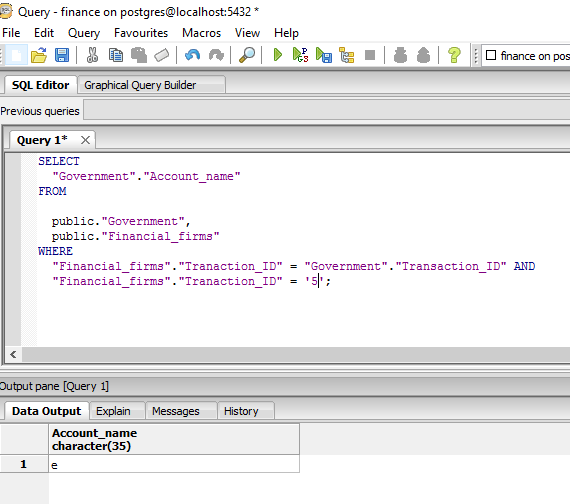 Query - finance on postgres@localhost:5432 *
File Edit Query Favourites Macros View Help
finance on pos
SQL Editor Graphical Query Builder
Previous queries
Query 1*
SELECT
"Government"."Account_name"
FROM
public."Government",
public."Financial_firms"
WHERE
"Financial_firms"."Tranaction_ID" = "Government"."Transaction_ID" AND
"Financial_firms"."Tranaction_ID" = '5';
Output pane [Query 1]
Data Output Explain Messages History
Account_name
character(35)
1 e